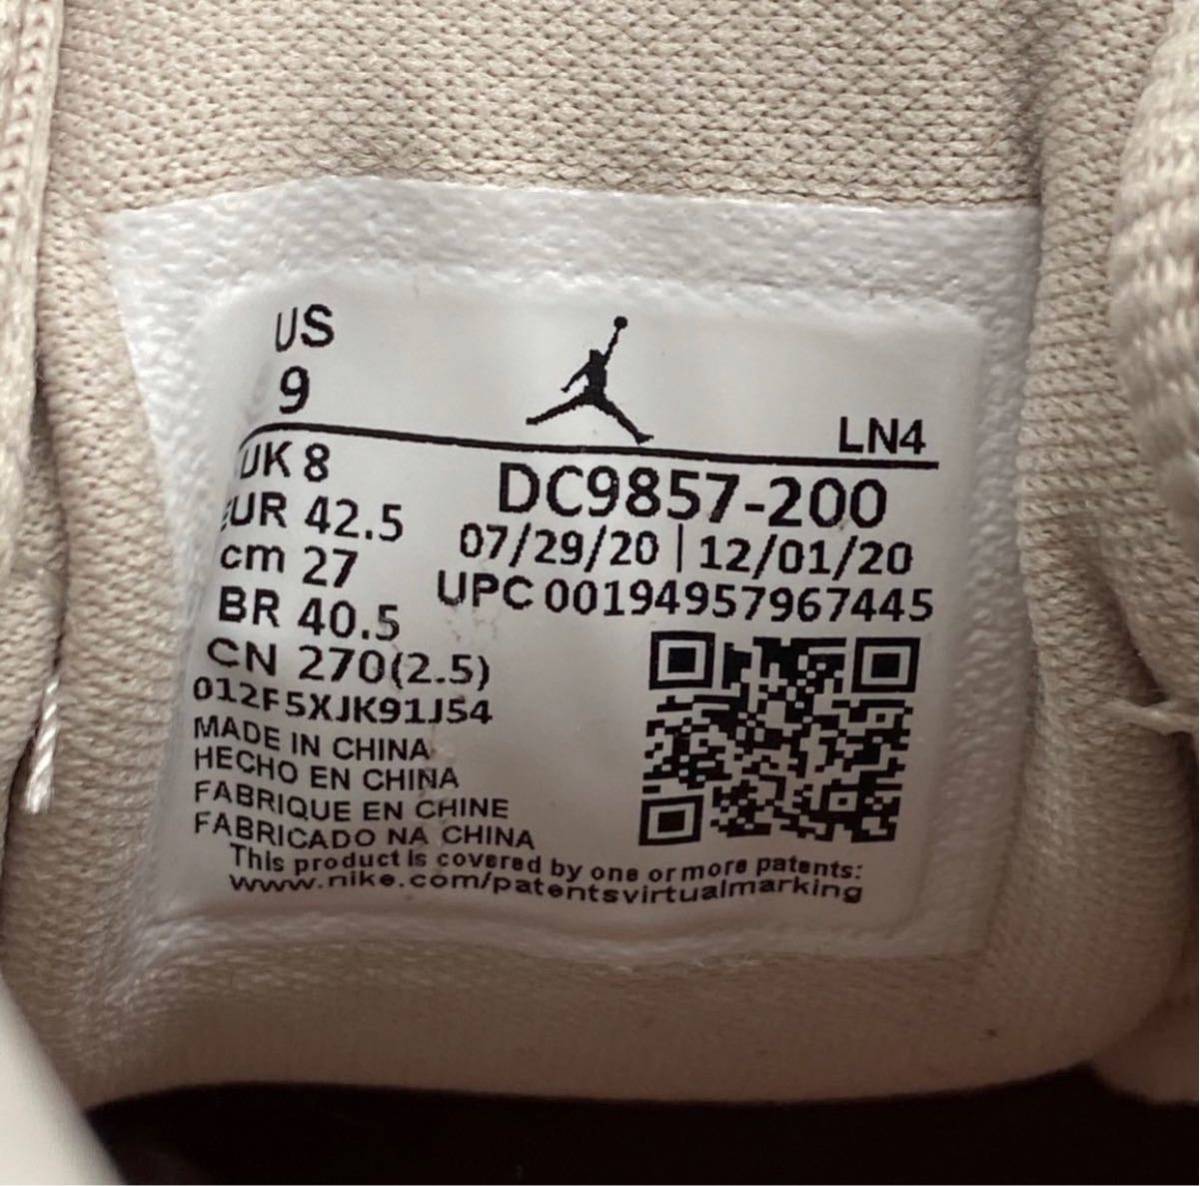 US
9
LN4
UK 8
EUR 42.5
cm 27
BR 40.5
CN 270(2.5)
DC9857-200
07/29/20 | 12/01/20
UPC 00194957967445
012F5XJK91J54
MADE IN CHINA
HECHO EN CHINA
FABRIQUE EN CHINE
FABRICADO NA CHINA
This product is covered by one or more patents:
www.nike.com/patentsvirtualmarking